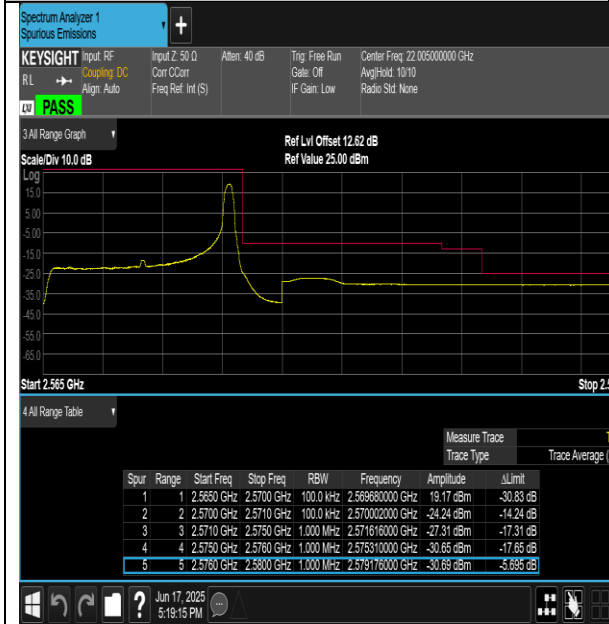 Spectrum Analyzer 1
Spurious Emissions
KEYSIGHT Input: RF Input Z: 50 Ω Atten: 40 dB Trig: Free Run Center Freq: 22.005000000 GHz
RL Coupling: DC Corr CCorr Gate: Off Avg|Hold: 10/10
Align: Auto Freq Ref: Int (S) IF Gain: Low Radio Std: None
LXI PASS
3 All Range Graph
Ref Lvl Offset 12.62 dB
Scale/Div 10.0 dB Ref Value 25.00 dBm
Log
15.0
5.00
-5.00
-15.0
-25.0
-35.0
-45.0
-55.0
-65.0
Start 2.565 GHz Stop 2.5
4 All Range Table
Measure Trace
Trace Type Trace Average (
Spur Range Start Freq Stop Freq RBW Frequency Amplitude ΔLimit
1 1 2.5650 GHz 2.5700 GHz 100.0 kHz 2.569680000 GHz 19.17 dBm -30.83 dB
2 2 2.5700 GHz 2.5710 GHz 100.0 kHz 2.570002000 GHz -24.24 dBm -14.24 dB
3 3 2.5710 GHz 2.5750 GHz 1.000 MHz 2.571616000 GHz -27.31 dBm -17.31 dB
4 4 2.5750 GHz 2.5760 GHz 1.000 MHz 2.575310000 GHz -30.65 dBm -17.65 dB
5 5 2.5760 GHz 2.5800 GHz 1.000 MHz 2.579176000 GHz -30.69 dBm -5.695 dB
Jun 17, 2025
5:19:15 PM